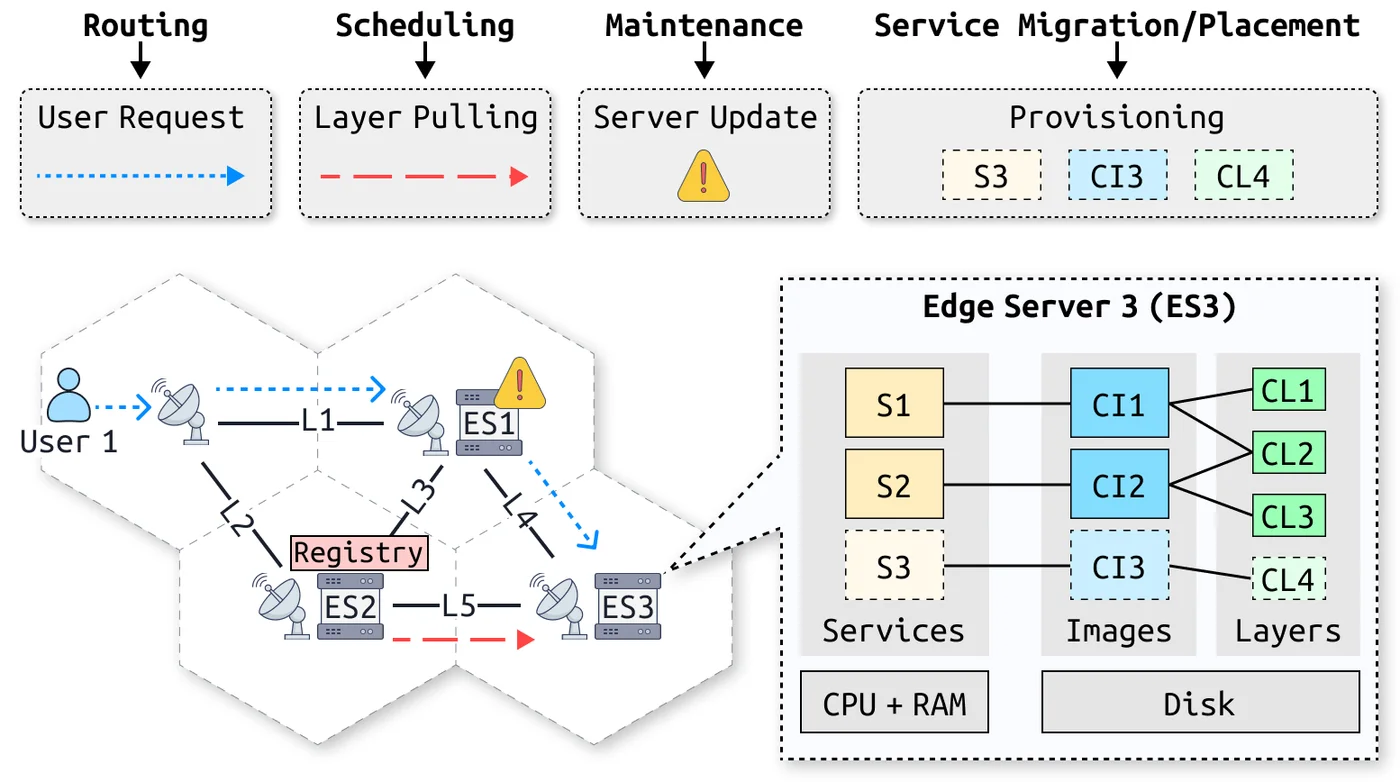 Routing
Scheduling
Maintenance
Service Migration/Placement
User Request
Layer Pulling
Server Update
Provisioning
S3
CI3
CL4
Edge Server 3 (ES3)
User 1
L1
ES1
L2
L3
L4
Registry
ES2
L5
ES3
S1
CI1
CL1
CL2
S2
CI2
CL3
S3
CI3
CL4
Services
Images
Layers
CPU + RAM
Disk